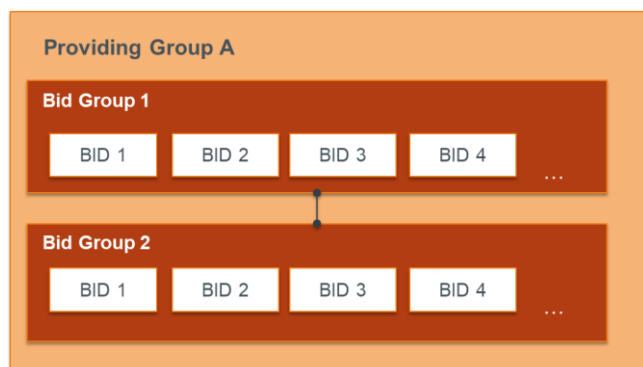 Providing Group A
Bid Group 1
BID 1 BID 2 BID 3 BID 4 ...
Bid Group 2
BID 1 BID 2 BID 3 BID 4 ...